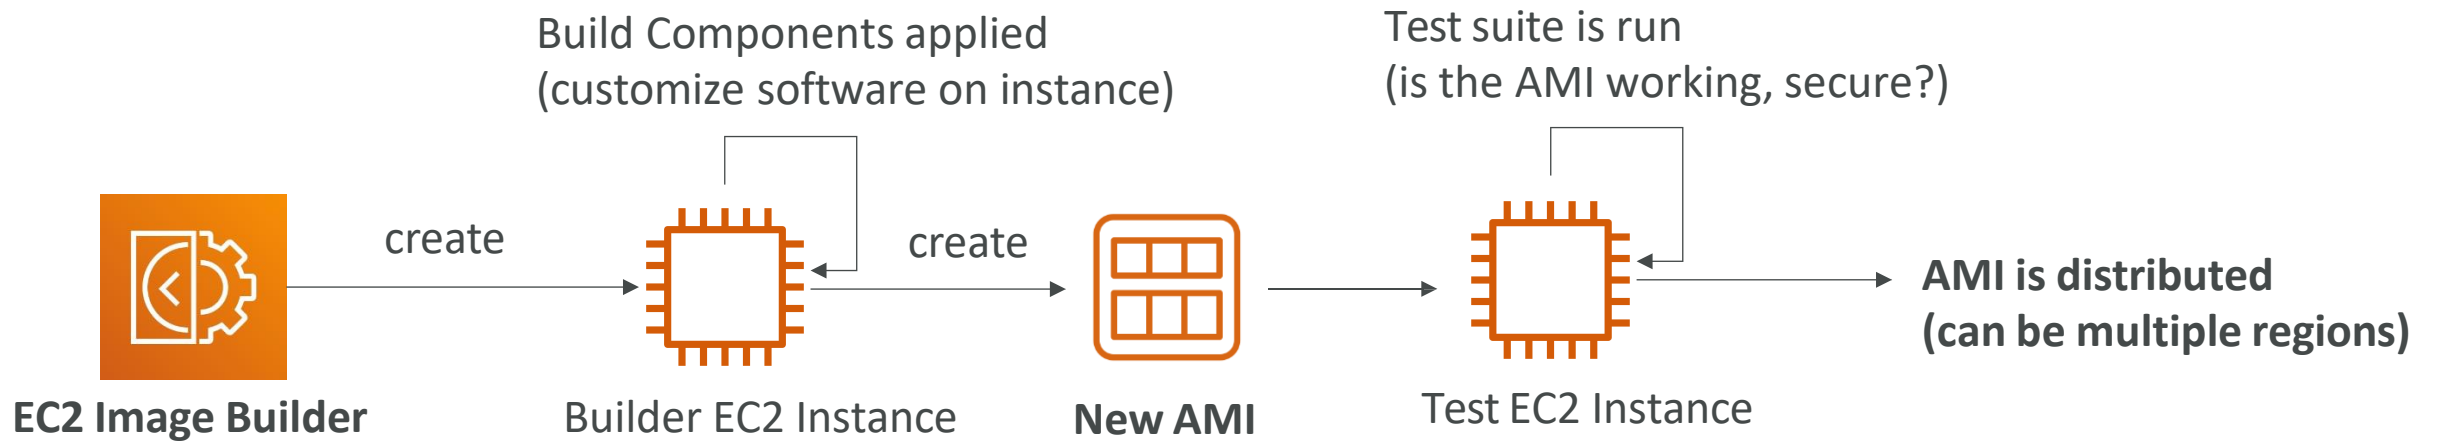 Build Components applied
(customize software on instance)
Test suite is run
(is the AMI working, secure?)
create
create
AMI is distributed
(can be multiple regions)
EC2 Image Builder
Builder EC2 Instance
New AMI
Test EC2 Instance